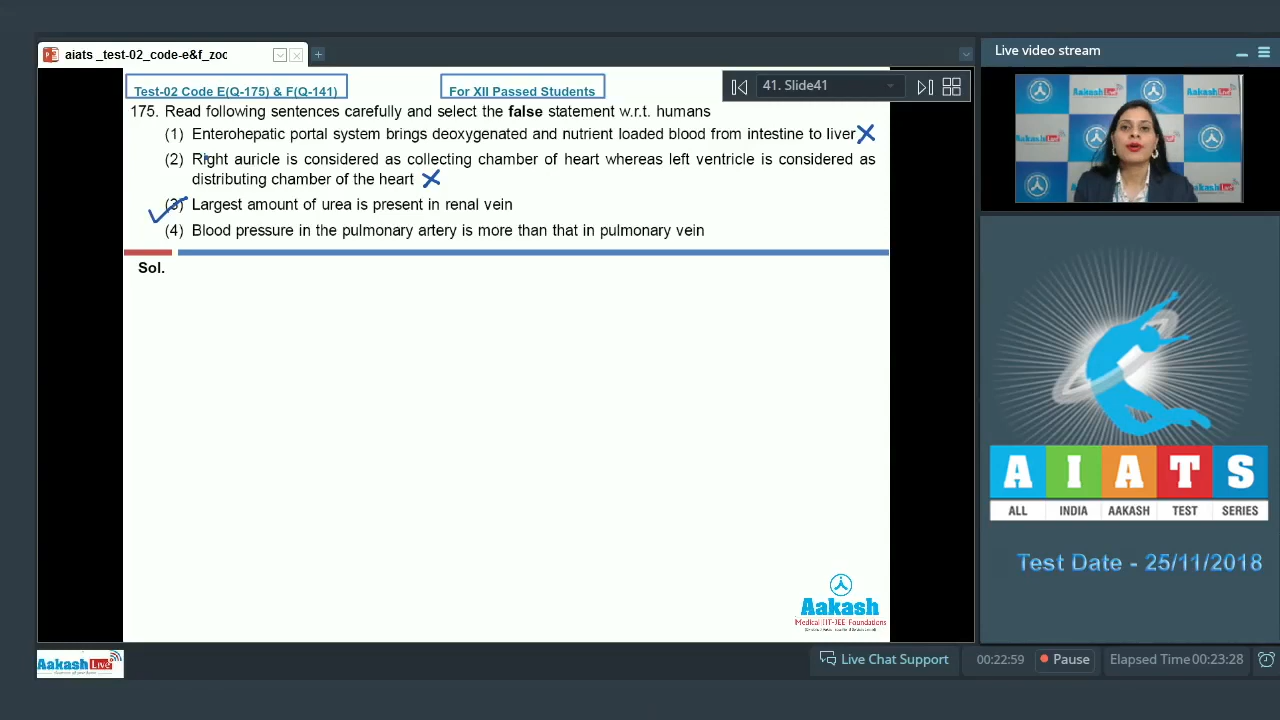 aiats _test-02_code-e&f_zoc
Live video stream
Test-02 Code E(Q-175) & F(Q-141)
For XII Passed Students
41. Slide41
175. Read following sentences carefully and select the false statement w.r.t. humans
(1) Enterohepatic portal system brings deoxygenated and nutrient loaded blood from intestine to liver
(2) Right auricle is considered as collecting chamber of heart whereas left ventricle is considered as
distributing chamber of the heart
(3) Largest amount of urea is present in renal vein
(4) Blood pressure in the pulmonary artery is more than that in pulmonary vein
Sol.
AIATS
ALL INDIA AAKASH TEST SERIES
Test Date - 25/11/2018
Aakash
Medical|IIT-JEE|Foundations
Aakash Live
Live Chat Support
00:22:59
Pause
Elapsed Time 00:23:28